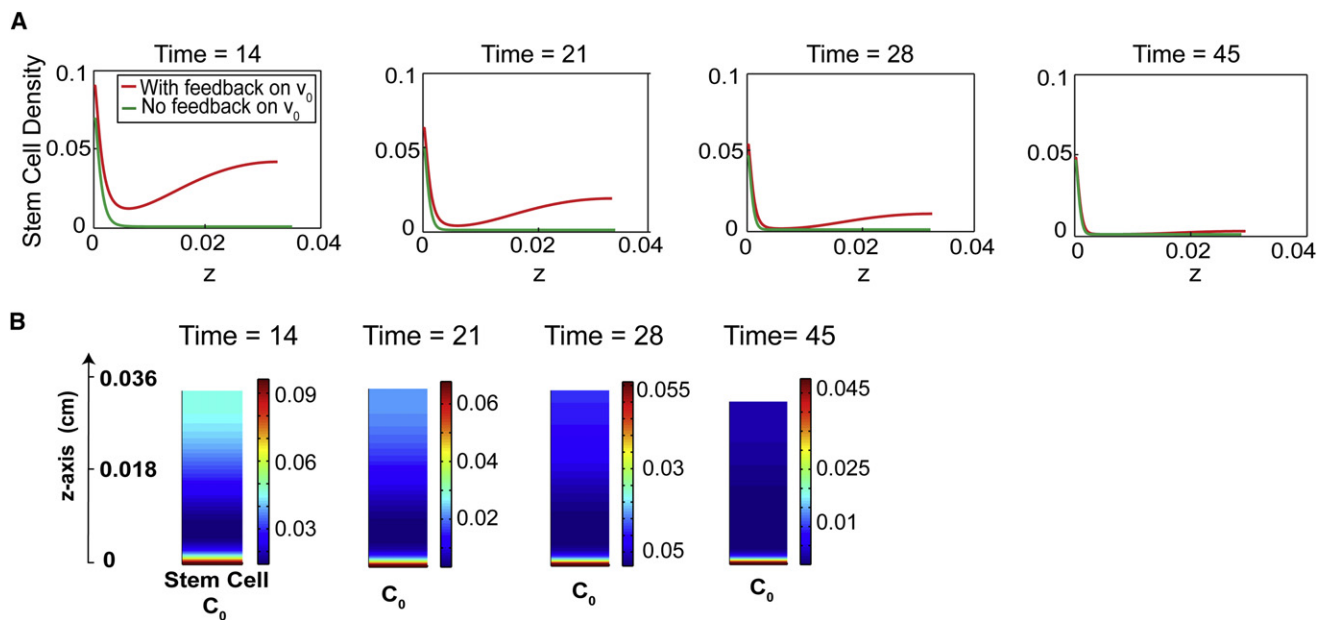 A
Time = 14
Time = 21
Time = 28
Time = 45
Stem Cell Density
0.1
0.05
0
With feedback on v0
No feedback on v0
0
0.02
0.04
z
0.1
0.05
0
0
0.02
0.04
z
0.1
0.05
0
0
0.02
0.04
z
0.1
0.05
0
0
0.02
0.04
z
B
Time = 14
Time = 21
Time = 28
Time= 45
z-axis (cm)
0.036
0.018
0
0.09
0.06
0.03
Stem Cell
C0
0.06
0.04
0.02
C0
0.055
0.03
0.05
C0
0.045
0.025
0.01
C0